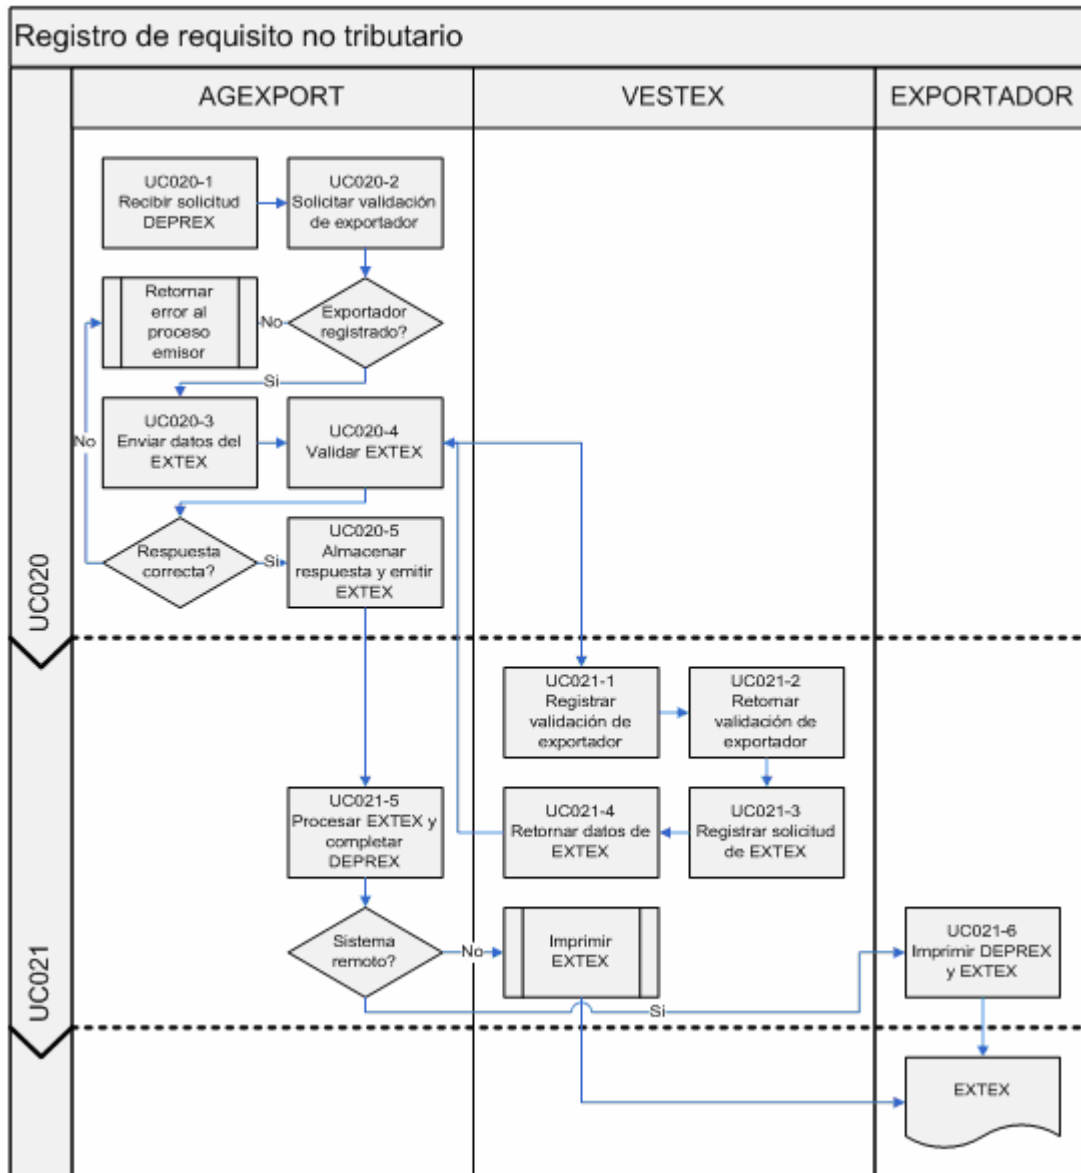 Registro de requisito no tributario
AGEXPORT
VESTEX
EXPORTADOR
UC020
UC020-1
Recibir solicitud
DEPREX
UC020-2
Solicitar validación
de exportador
Retornar
error al
proceso
emisor
No
Exportador
registrado?
Si
UC020-3
Enviar datos del
EXTEX
UC020-4
Validar EXTEX
No
Respuesta
correcta?
Si
UC020-5
Almacenar
respuesta y emitir
EXTEX
UC021
UC021-1
Registrar
validación de
exportador
UC021-2
Retornar
validación de
exportador
UC021-5
Procesar EXTEX y
completar
DEPREX
UC021-4
Retornar datos de
EXTEX
UC021-3
Registrar solicitud
de EXTEX
Sistema
remoto?
No
Imprimir
EXTEX
Si
UC021-6
Imprimir DEPREX
y EXTEX
EXTEX